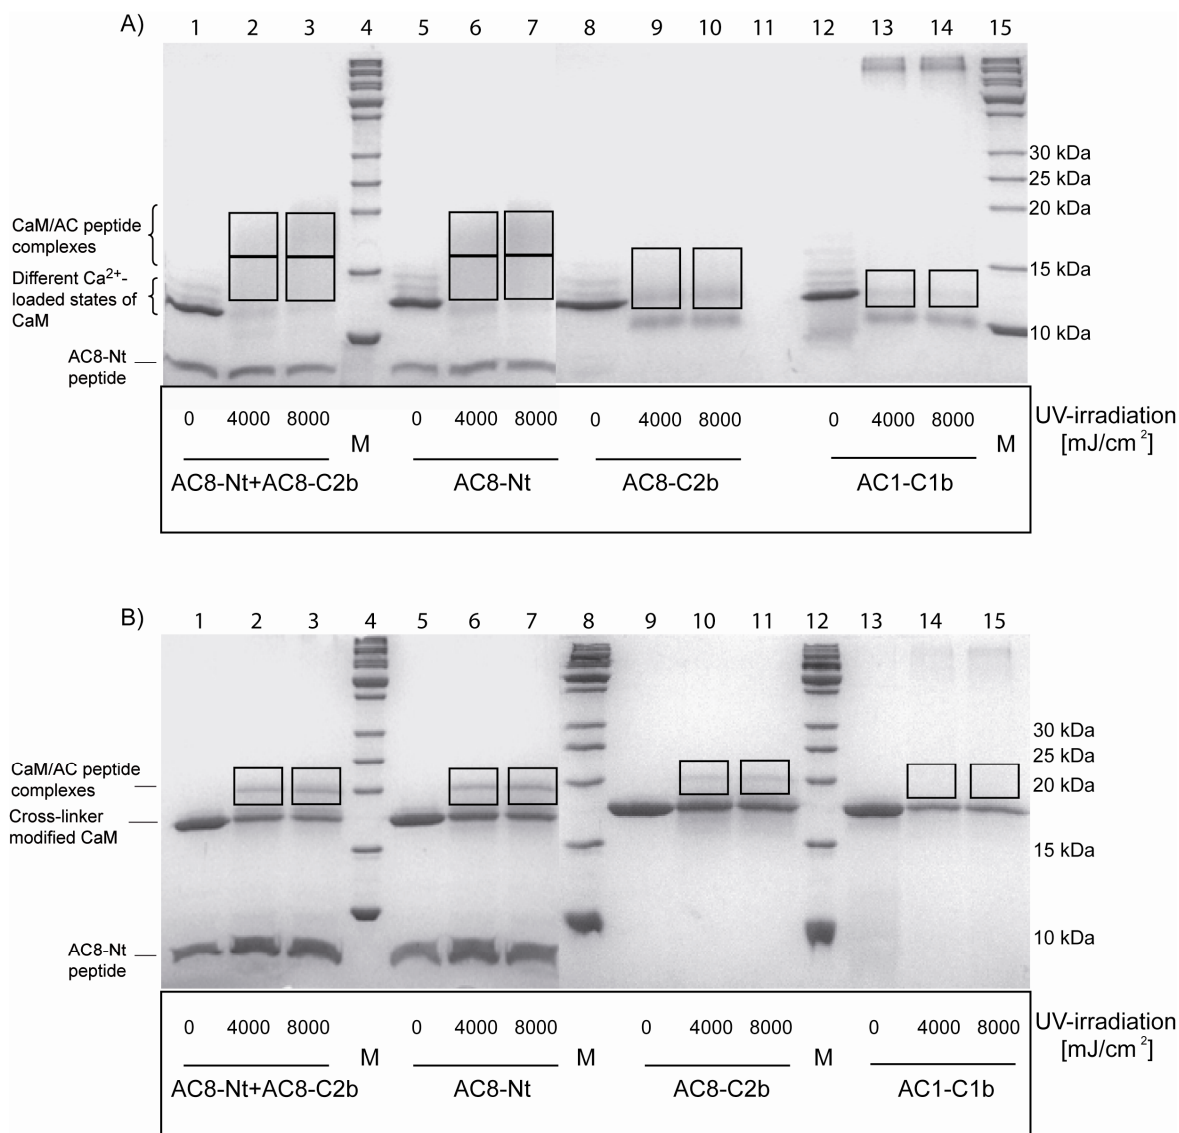 A)
1 2 3 4 5 6 7 8 9 10 11 12 13 14 15
30 kDa
25 kDa
20 kDa
15 kDa
10 kDa
CaM/AC peptide
complexes
Different Ca²⁺-
loaded states of
CaM
AC8-Nt
peptide
0 4000 8000 M 0 4000 8000 0 4000 8000 0 4000 8000 M
UV-irradiation
[mJ/cm²]
AC8-Nt+AC8-C2b AC8-Nt AC8-C2b AC1-C1b
B)
1 2 3 4 5 6 7 8 9 10 11 12 13 14 15
30 kDa
25 kDa
20 kDa
15 kDa
10 kDa
CaM/AC peptide
complexes
Cross-linker
modified CaM
AC8-Nt
peptide
0 4000 8000 M 0 4000 8000 M 0 4000 8000 M 0 4000 8000
UV-irradiation
[mJ/cm²]
AC8-Nt+AC8-C2b AC8-Nt AC8-C2b AC1-C1b